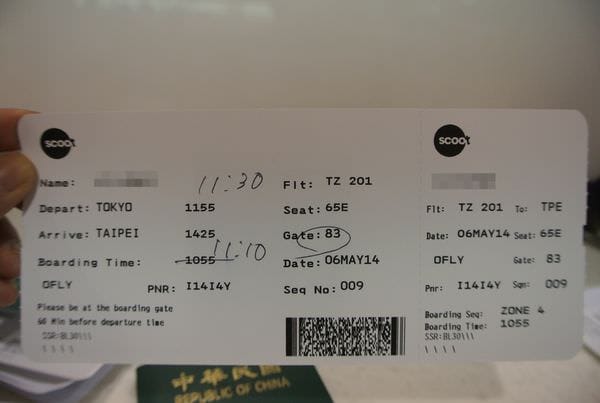 scoot
scoot
Name: 11:30 Flt: TZ 201
Depart: TOKYO 1155 Seat: 65E Flt: TZ 201 To: TPE
Arrive: TAIPEI 1425 Gate: 83 Date: 06MAY14 Seat: 65E
11:10
Boarding Time: 1055 Date: 06MAY14 OFLY Gate: 83
OFLY PNR: I14I4Y Seq No: 009 Pnr: I14I4Y Sqn: 009
Please be at the boarding gate
60 Min before departure time
SSR:BL30\\\
\ \ \ \
Boarding Seq: ZONE 4
Boarding Time: 1055
SSR:BL30\\\
\ \ \ \
中華民國
REPUBLIC OF CHINA